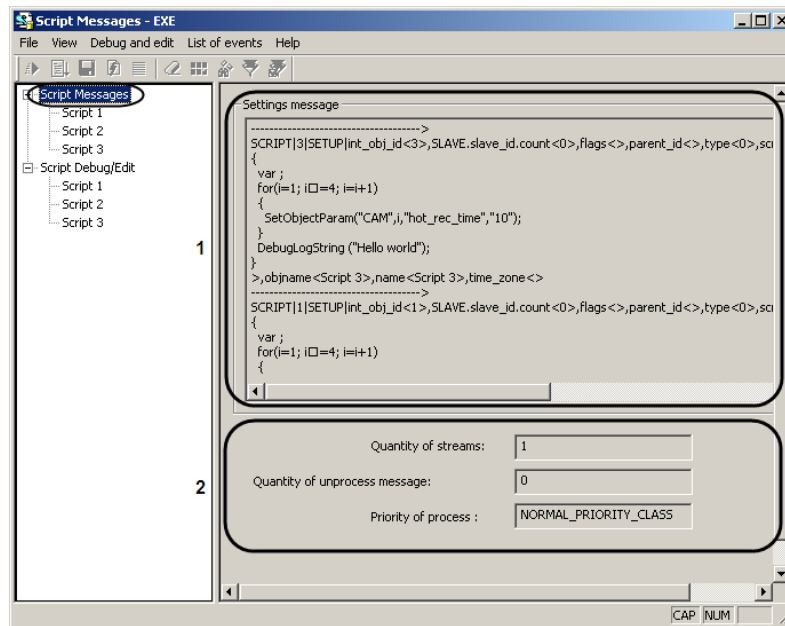 Script Messages - EXE
File View Debug and edit List of events Help
Script Messages
Script 1
Script 2
Script 3
Script Debug/Edit
Script 1
Script 2
Script 3
1
Settings message
------------------------------------->
SCRIPT|3|SETUP|int_obj_id<3>,SLAVE.slave_id.count<0>,flags<>,parent_id<>,type<0>,sc
{
var ;
for(i=1; i□=4; i=i+1)
{
SetObjectParam("CAM",i,"hot_rec_time","10");
}
DebugLogString ("Hello world");
}
>,objname<Script 3>,name<Script 3>,time_zone<>
------------------------------------->
SCRIPT|1|SETUP|int_obj_id<1>,SLAVE.slave_id.count<0>,flags<>,parent_id<>,type<0>,sc
{
var ;
for(i=1; i□=4; i=i+1)
{
2
Quantity of streams: 1
Quantity of unprocess message: 0
Priority of process : NORMAL_PRIORITY_CLASS
CAP NUM